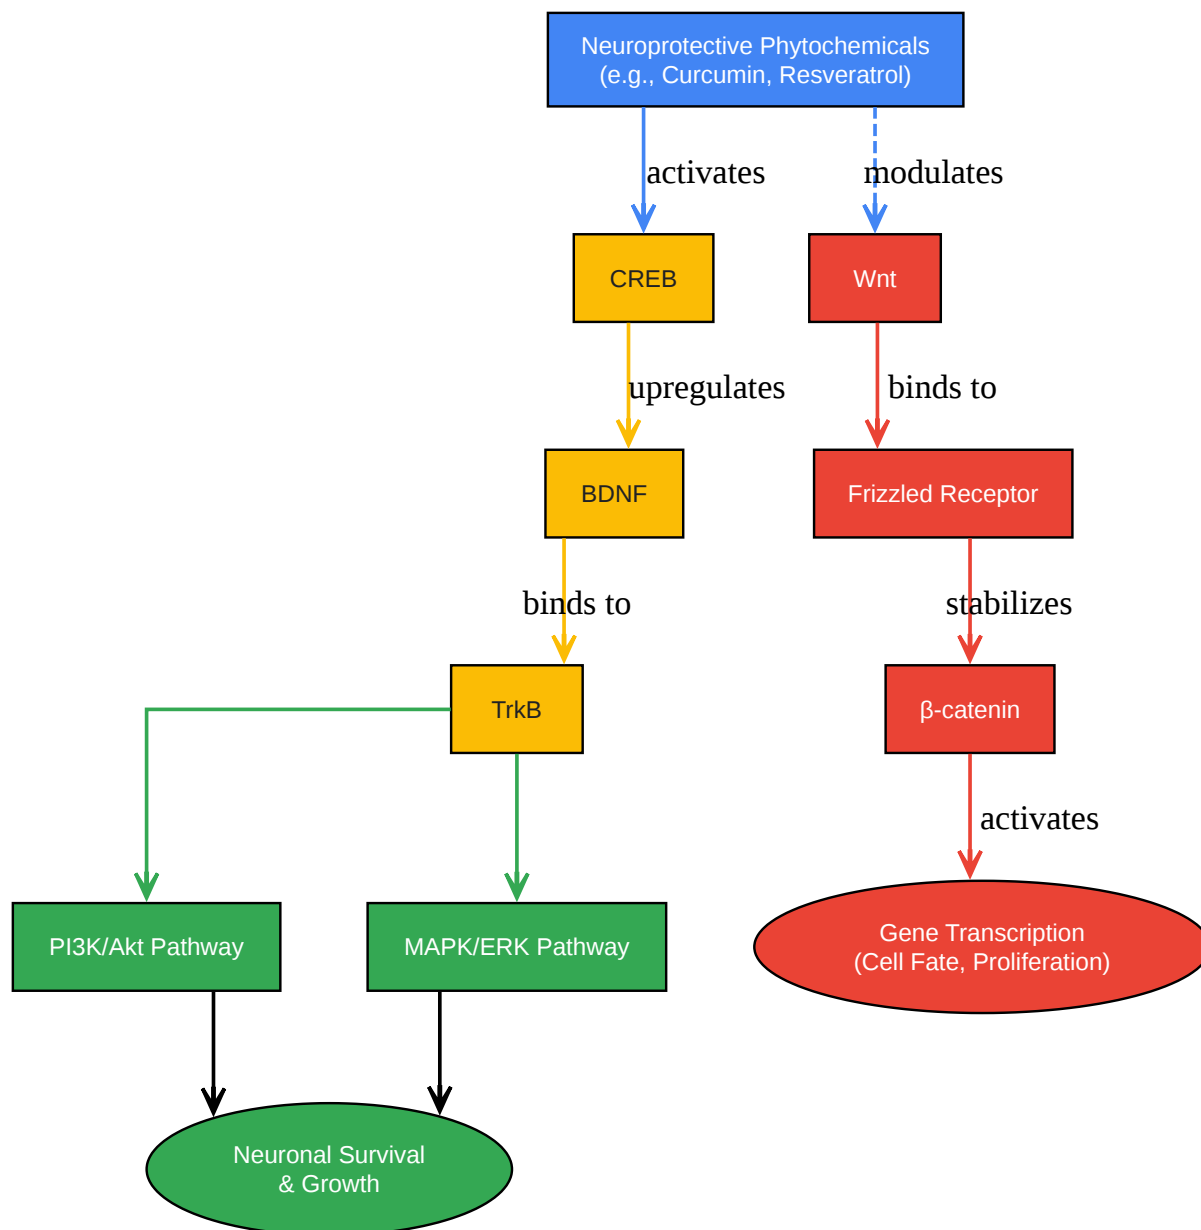 Neuroprotective Phytochemicals
(e.g., Curcumin, Resveratrol)
activates
modulates
CREB
Wnt
upregulates
binds to
BDNF
Frizzled Receptor
binds to
stabilizes
TrkB
β-catenin
activates
PI3K/Akt Pathway
MAPK/ERK Pathway
Gene Transcription
(Cell Fate, Proliferation)
Neuronal Survival
& Growth